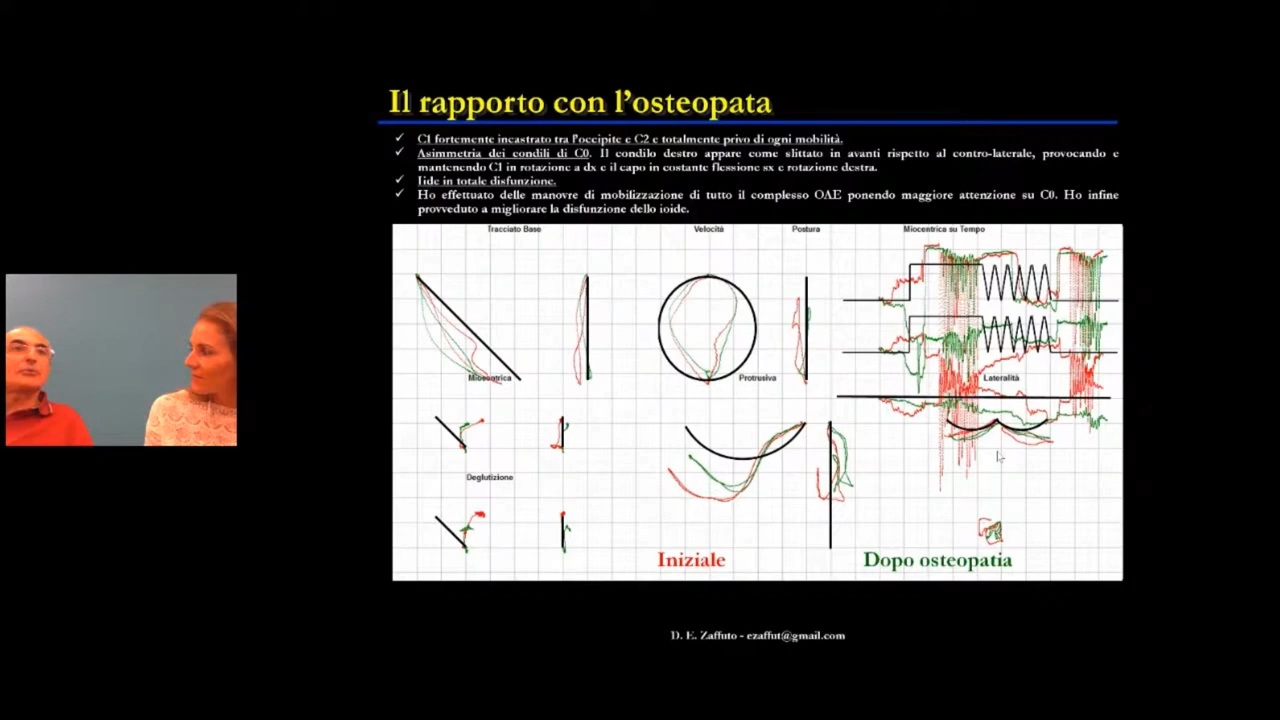 Il rapporto con l'osteopata
✓ C1 fortemente incastrato tra l'occipite e C2 e totalmente privo di ogni mobilità.
✓ Asimmetria dei condili di C0. Il condilo destro appare come slittato in avanti rispetto al contro-laterale, provocando e
mantenendo C1 in rotazione a dx e il capo in costante flessione sx e rotazione destra.
✓ Iide in totale disfunzione.
✓ Ho effettuato delle manovre di mobilizzazione di tutto il complesso OAE ponendo maggiore attenzione su C0. Ho infine
provveduto a migliorare la disfunzione dello ioide.
Tracciato Base Velocità Postura Miocentrica su Tempo
Miocentrica Protrusiva Lateralità
Deglutizione
Iniziale Dopo osteopatia
D. E. Zaffuto - ezaffut@gmail.com